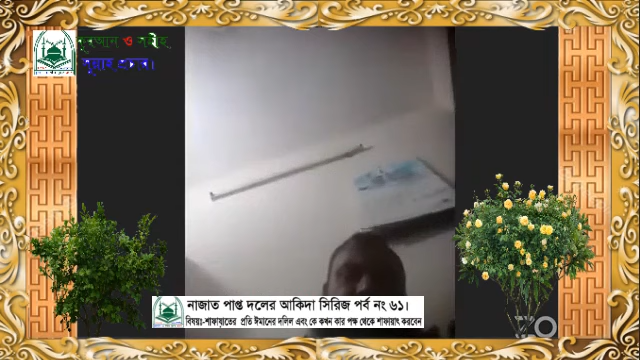 কুরআন ও সহীহ
সুন্নাহ প্রচার।
নাজাত পাপ্ত দলের আকিদা সিরিজ পর্ব নং ৬১।
বিষয়ঃ-শাফায়াতের প্রতি ঈমানের দলিল এবং কে কখন কার পক্ষ থেকে শাফায়াৎ করবেন